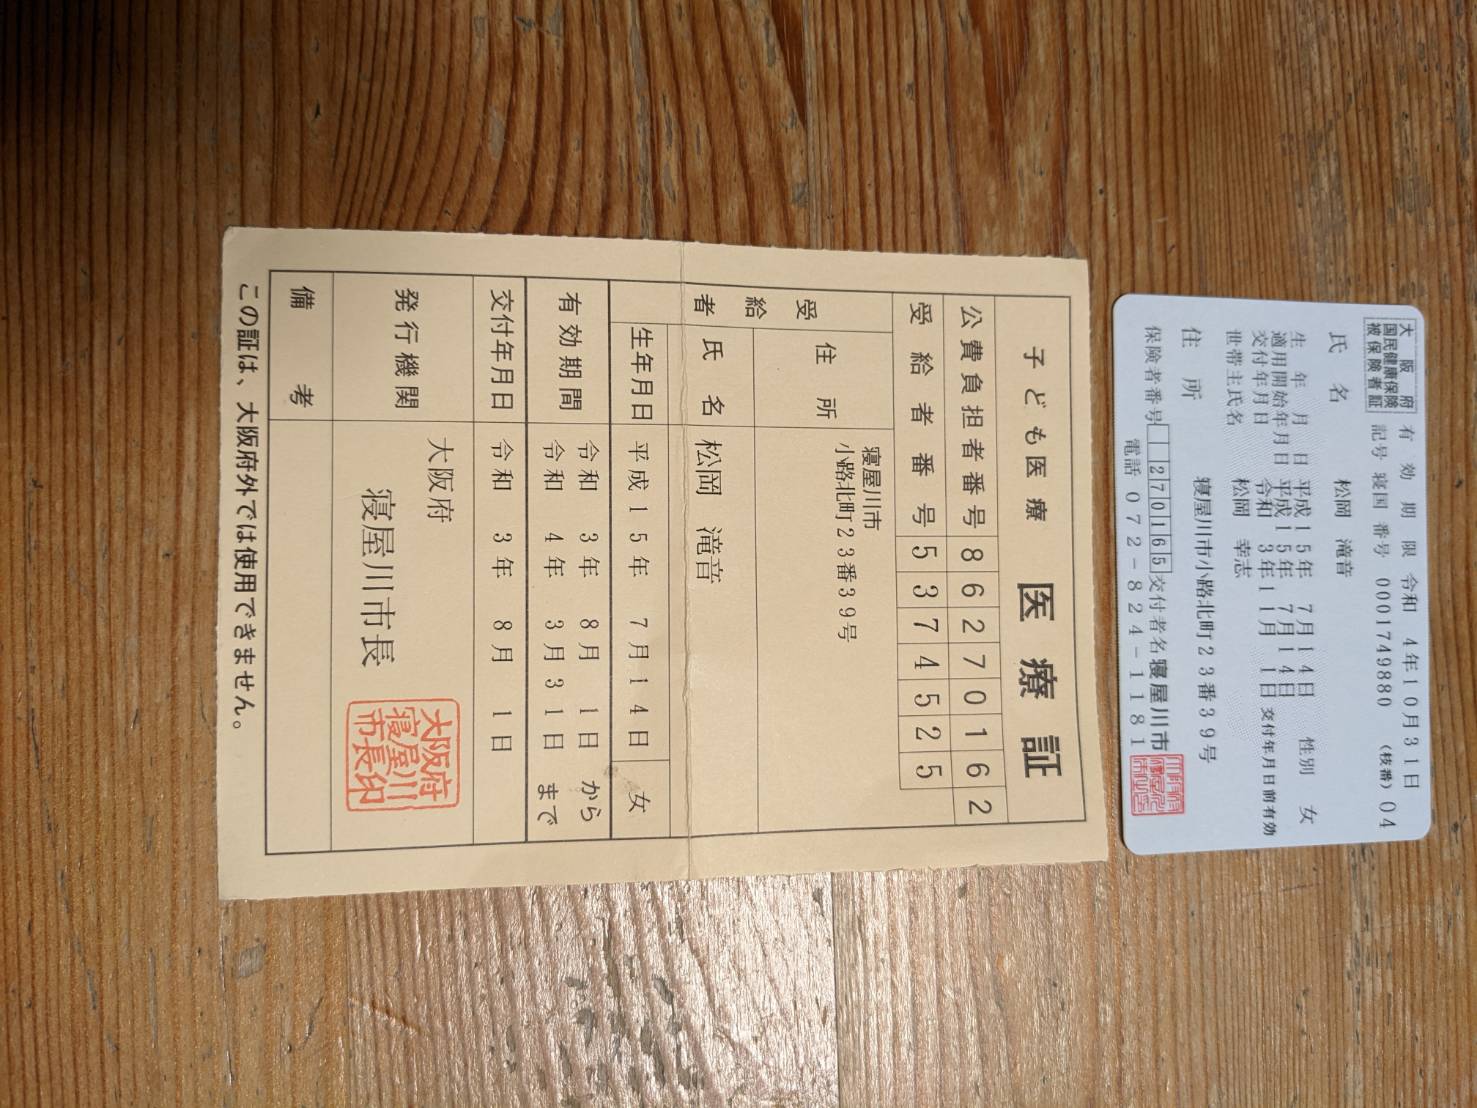 大阪府
国民健康保険
被保険者証
有効期限 令和 4年10月31日
記号 寝国 番号 0001749880 (枝番) 04
氏名 松岡 滝音
生年月日 平成15年 7月14日 性別 女
適用開始年月日 平成15年 7月14日
交付年月日 令和 3年11月 1日 交付年月日前有効
世帯主氏名 松岡 幸志
住所 寝屋川市小路北町23番39号
保険者番号 270165 交付者名 寝屋川市
電話 072-824-1181
子ども医療 医療証
公費負担者番号 86270162
受給者番号 5374525
受給者
住所 寝屋川市
小路北町23番39号
氏名 松岡 滝音
生年月日 平成15年 7月14日 女
有効期間 令和 3年 8月 1日 から
令和 4年 3月31日 まで
交付年月日 令和 3年 8月 1日
発行機関 大阪府
寝屋川市長
大阪府
寝屋川
市長印
備考
この証は、大阪府外では使用できません。